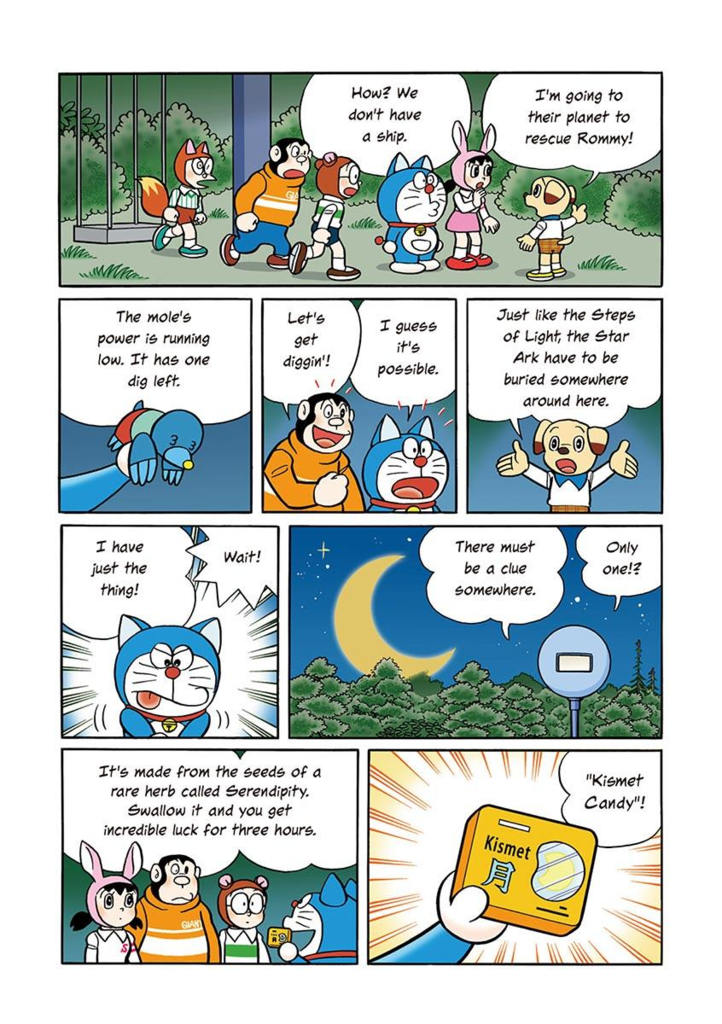 I'm going to
their planet to
rescue Rommy!
How? We
don't have
a ship.
Just like the Steps
of Light, the Star
Ark have to be
buried somewhere
around here.
I guess
it's
possible.
Let's
get
diggin'!
The mole's
power is running
low. It has one
dig left.
Only
one!?
There must
be a clue
somewhere.
Wait!
I have
just the
thing!
"Kismet
Candy"!
Kismet
月
It's made from the seeds of a
rare herb called Serendipity.
Swallow it and you get
incredible luck for three hours.
GIANT